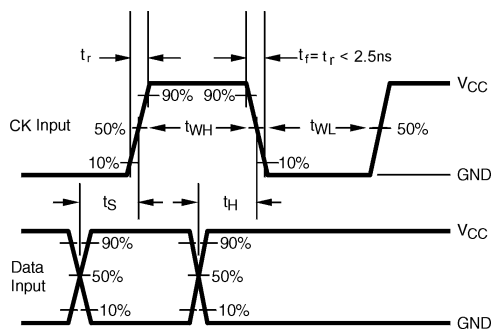 tr
tf = tr < 2.5ns
VCC
90% 90%
CK Input
50%
tWH
tWL
50%
10%
10%
GND
tS
tH
VCC
90%
90%
Data
Input
50%
50%
10%
10%
GND